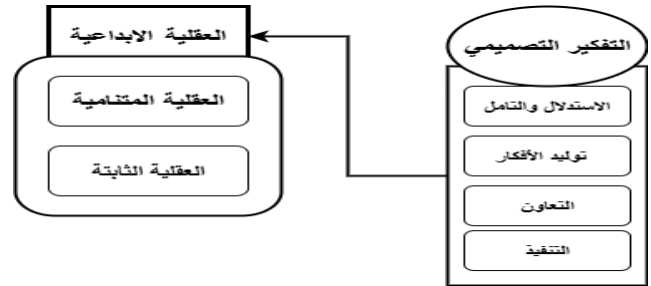 التفكير التصميمي
الاستدلال والتامل
توليد الأفكار
التعاون
التنفيذ
العقلية الابداعية
العقلية المتنامية
العقلية الثابتة